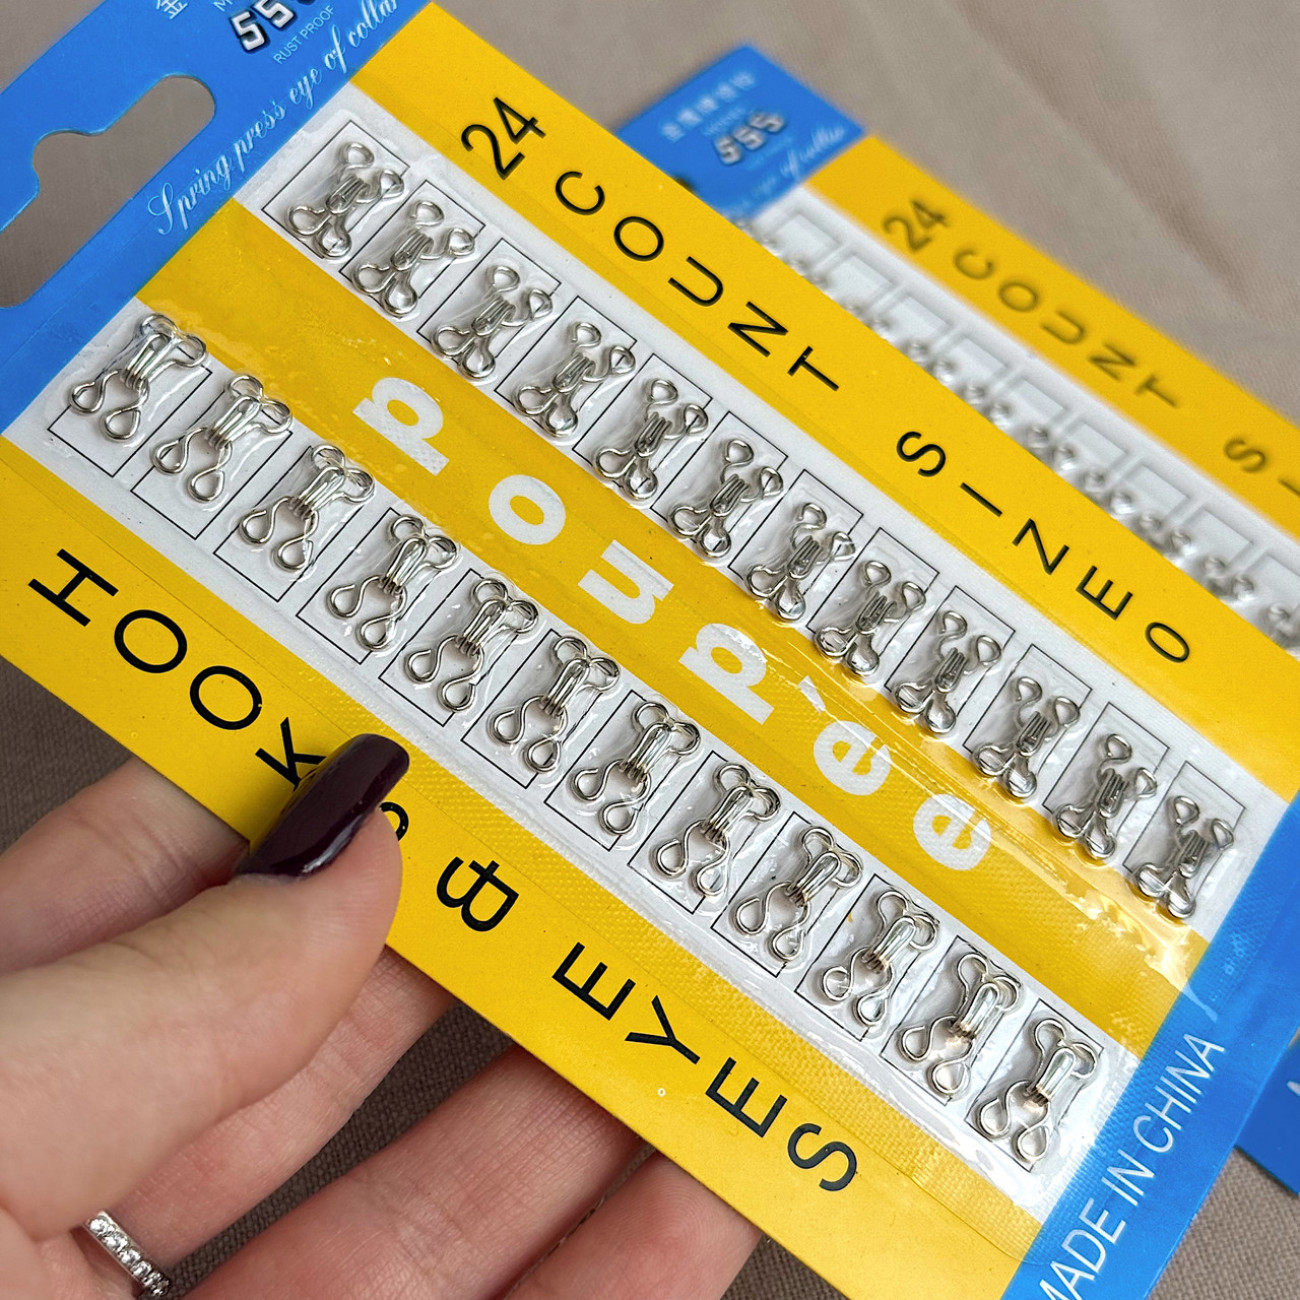 555
RUST PROOF
Spring press eye of collar
24 COUNT SIZE 0
poupée
HOOKS & EYES
MADE IN CHINA
555
24 COUNT SI